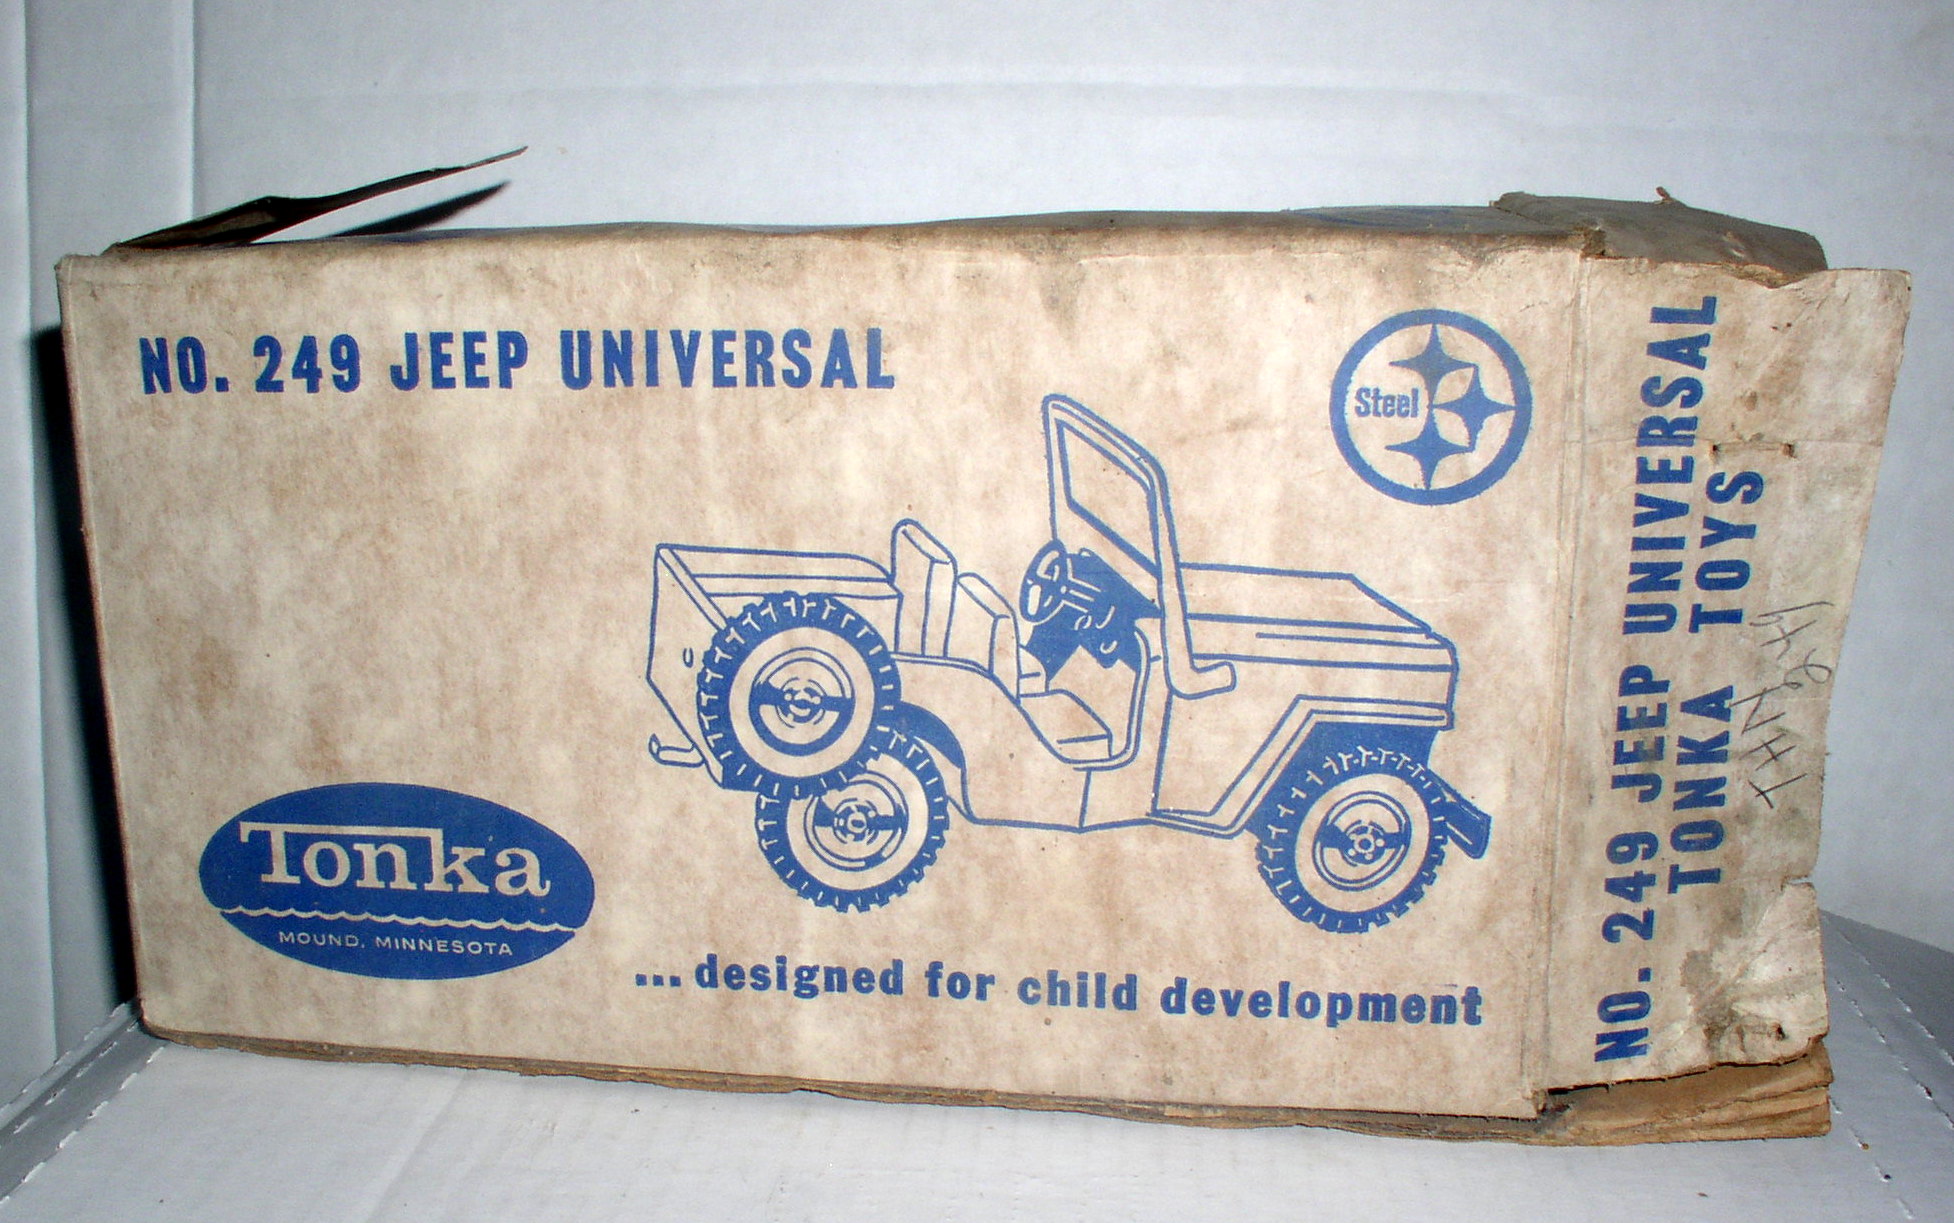 NO. 249 JEEP UNIVERSAL
Steel
Tonka
MOUND, MINNESOTA
...designed for child development
NO. 249 JEEP UNIVERSAL
TONKA TOYS